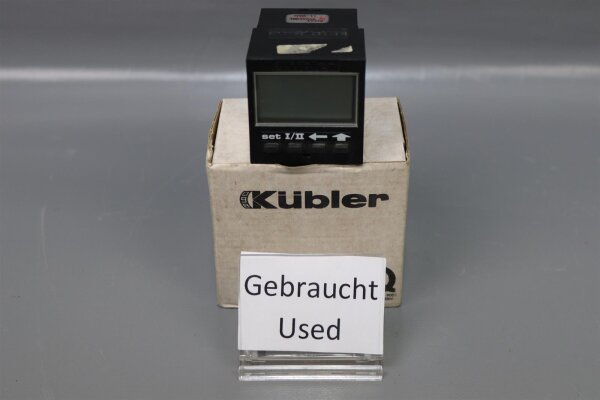 set I/II
Kübler
Gebraucht
Used